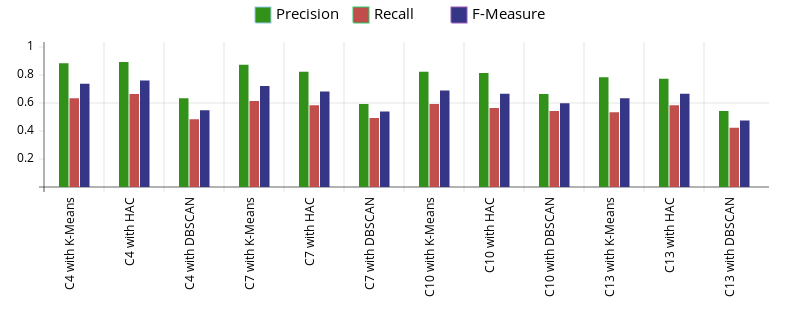 Precision Recall F-Measure
1
0.8
0.6
0.4
0.2
C4 with K-Means
C4 with HAC
C4 with DBSCAN
C7 with K-Means
C7 with HAC
C7 with DBSCAN
C10 with K-Means
C10 with HAC
C10 with DBSCAN
C13 with K-Means
C13 with HAC
C13 with DBSCAN